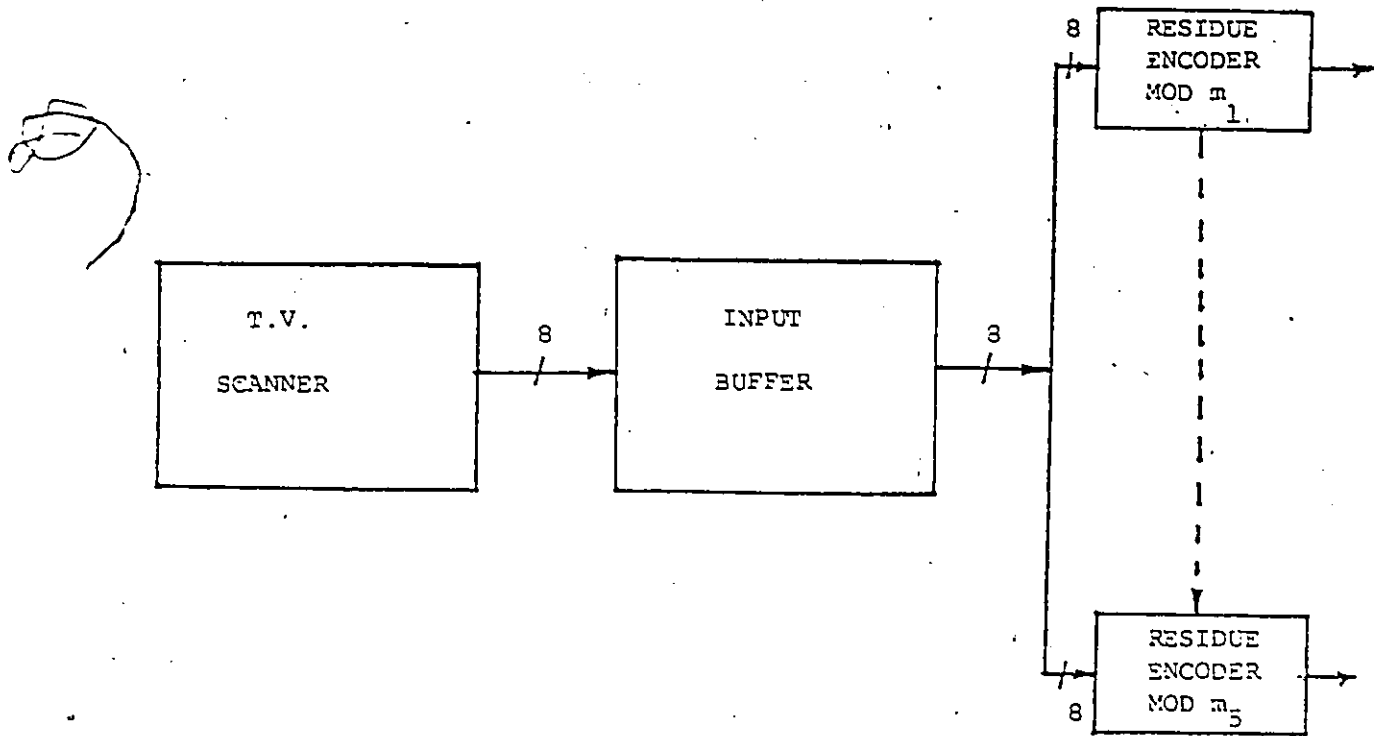 8
RESIDUE
ENCODER
MOD m1
T.V.
SCANNER
8
INPUT
BUFFER
8
RESIDUE
ENCODER
MOD m5
8